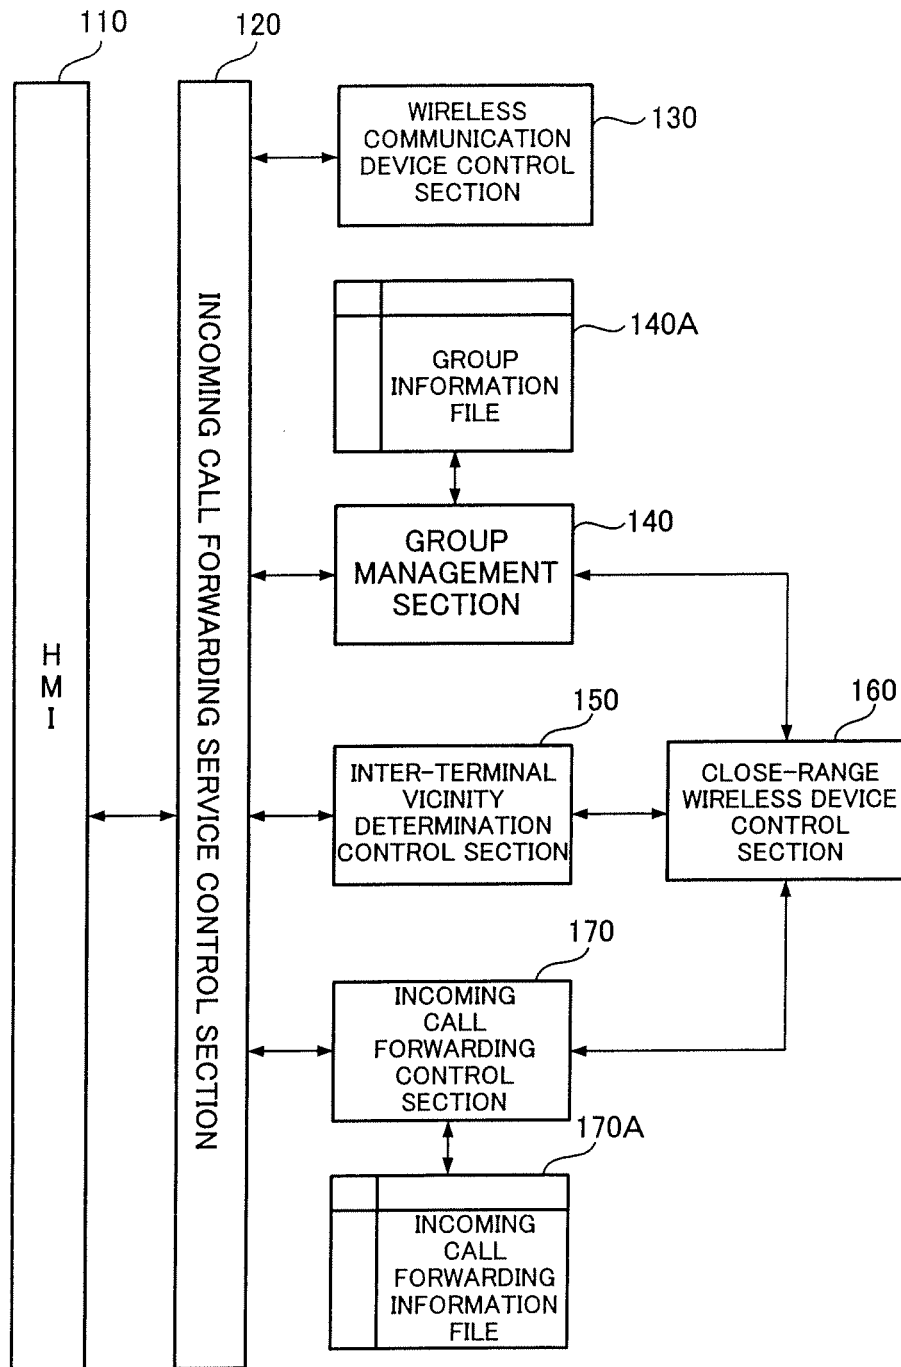 110
120
WIRELESS
COMMUNICATION
DEVICE CONTROL
SECTION
130
GROUP
INFORMATION
FILE
140A
GROUP
MANAGEMENT
SECTION
140
H
M
I
INCOMING CALL FORWARDING SERVICE CONTROL SECTION
150
INTER-TERMINAL
VICINITY
DETERMINATION
CONTROL SECTION
160
CLOSE-RANGE
WIRELESS DEVICE
CONTROL
SECTION
170
INCOMING
CALL
FORWARDING
CONTROL
SECTION
170A
INCOMING
CALL
FORWARDING
INFORMATION
FILE